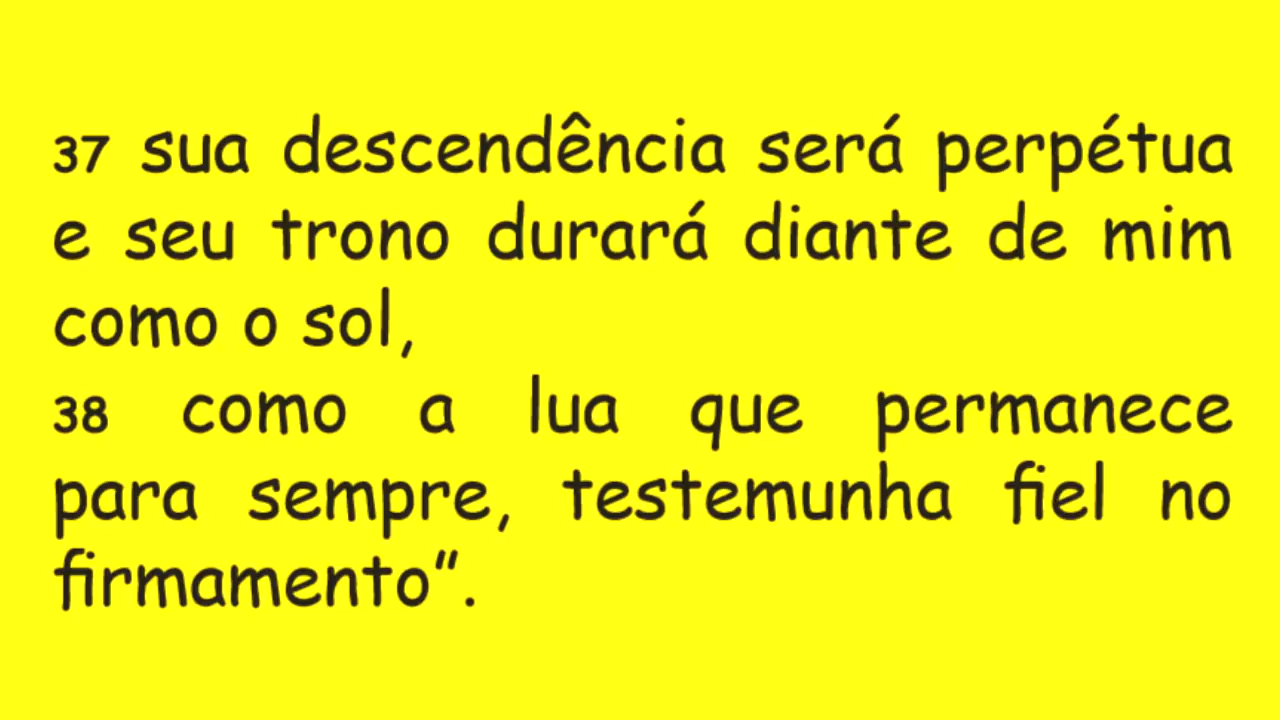 37 sua descendência será perpétua
e seu trono durará diante de mim
como o sol,
38 como a lua que permanece
para sempre, testemunha fiel no
firmamento”.